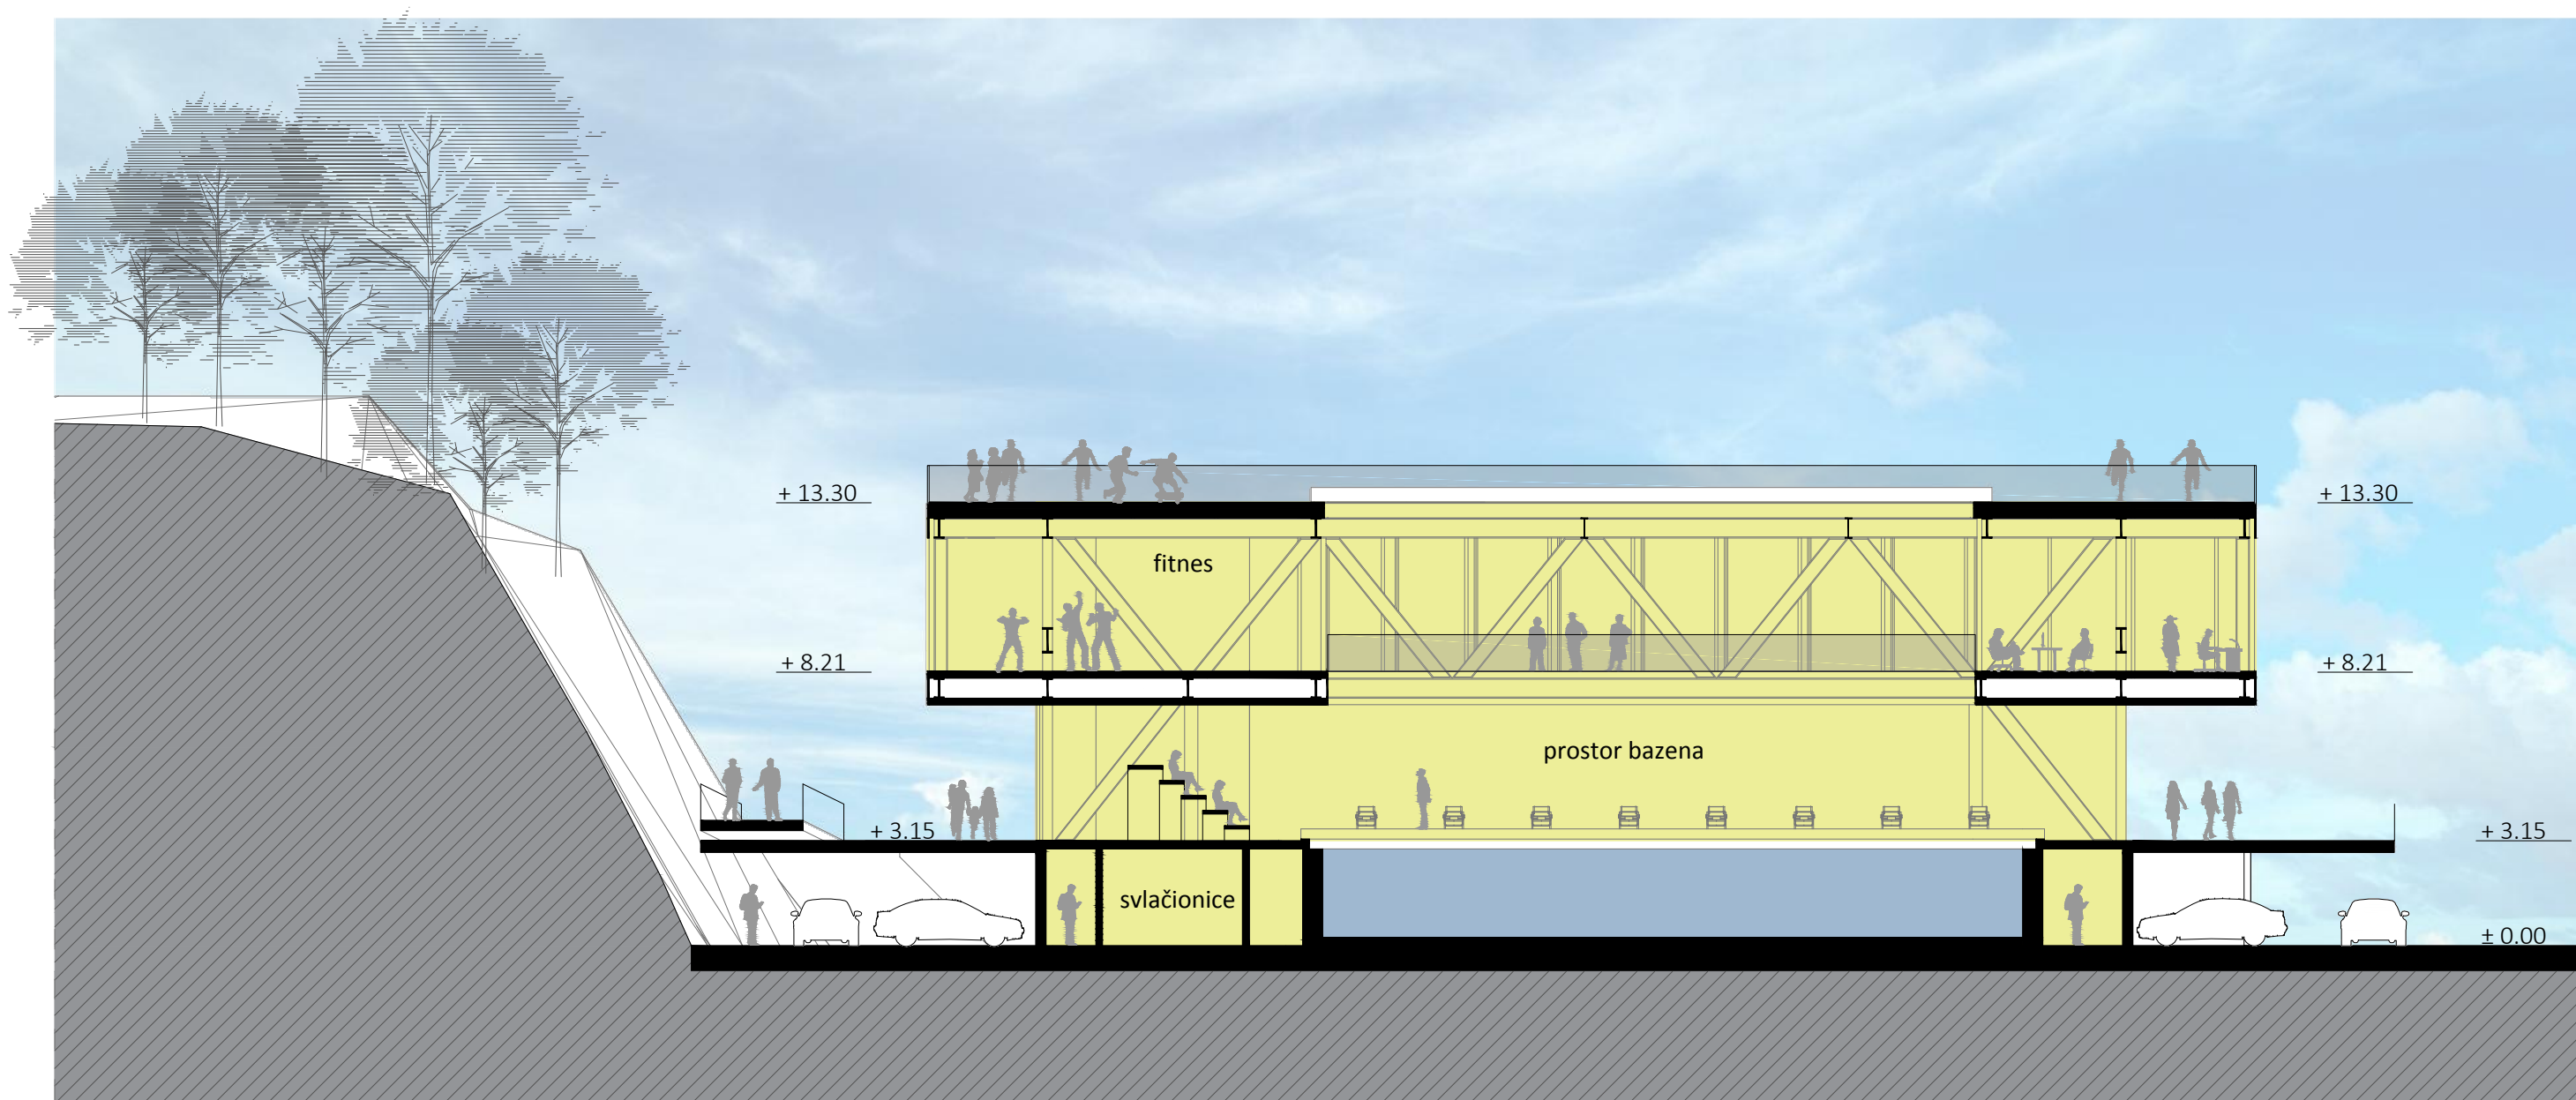 + 13.30
+ 13.30
fitnes
+ 8.21
+ 8.21
prostor bazena
+ 3.15
+ 3.15
svlačionice
± 0.00